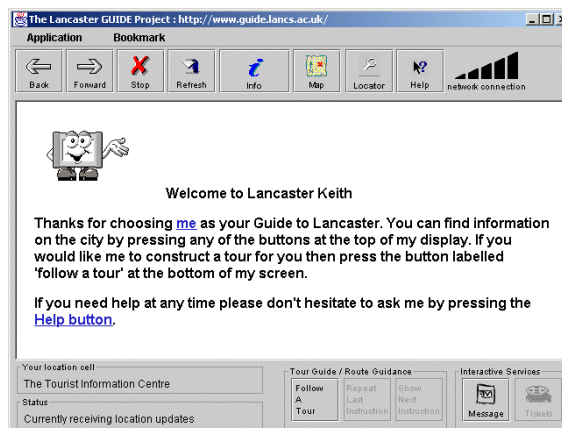 The Lancaster GUIDE Project : http://www.guide.lancs.ac.uk/
Application Bookmark
Back Forward Stop Refresh Info Map Locator Help network connection
Welcome to Lancaster Keith
Thanks for choosing me as your Guide to Lancaster. You can find information
on the city by pressing any of the buttons at the top of my display. If you
would like me to construct a tour for you then press the button labelled
'follow a tour' at the bottom of my screen.
If you need help at any time please don't hesitate to ask me by pressing the
Help button.
Your location cell
The Tourist Information Centre
Status
Currently receiving location updates
Tour Guide / Route Guidance
Follow
A
Tour
Repeat
Last
Instruction
Show
Next
Instruction
Interactive Services
Message
Tickets